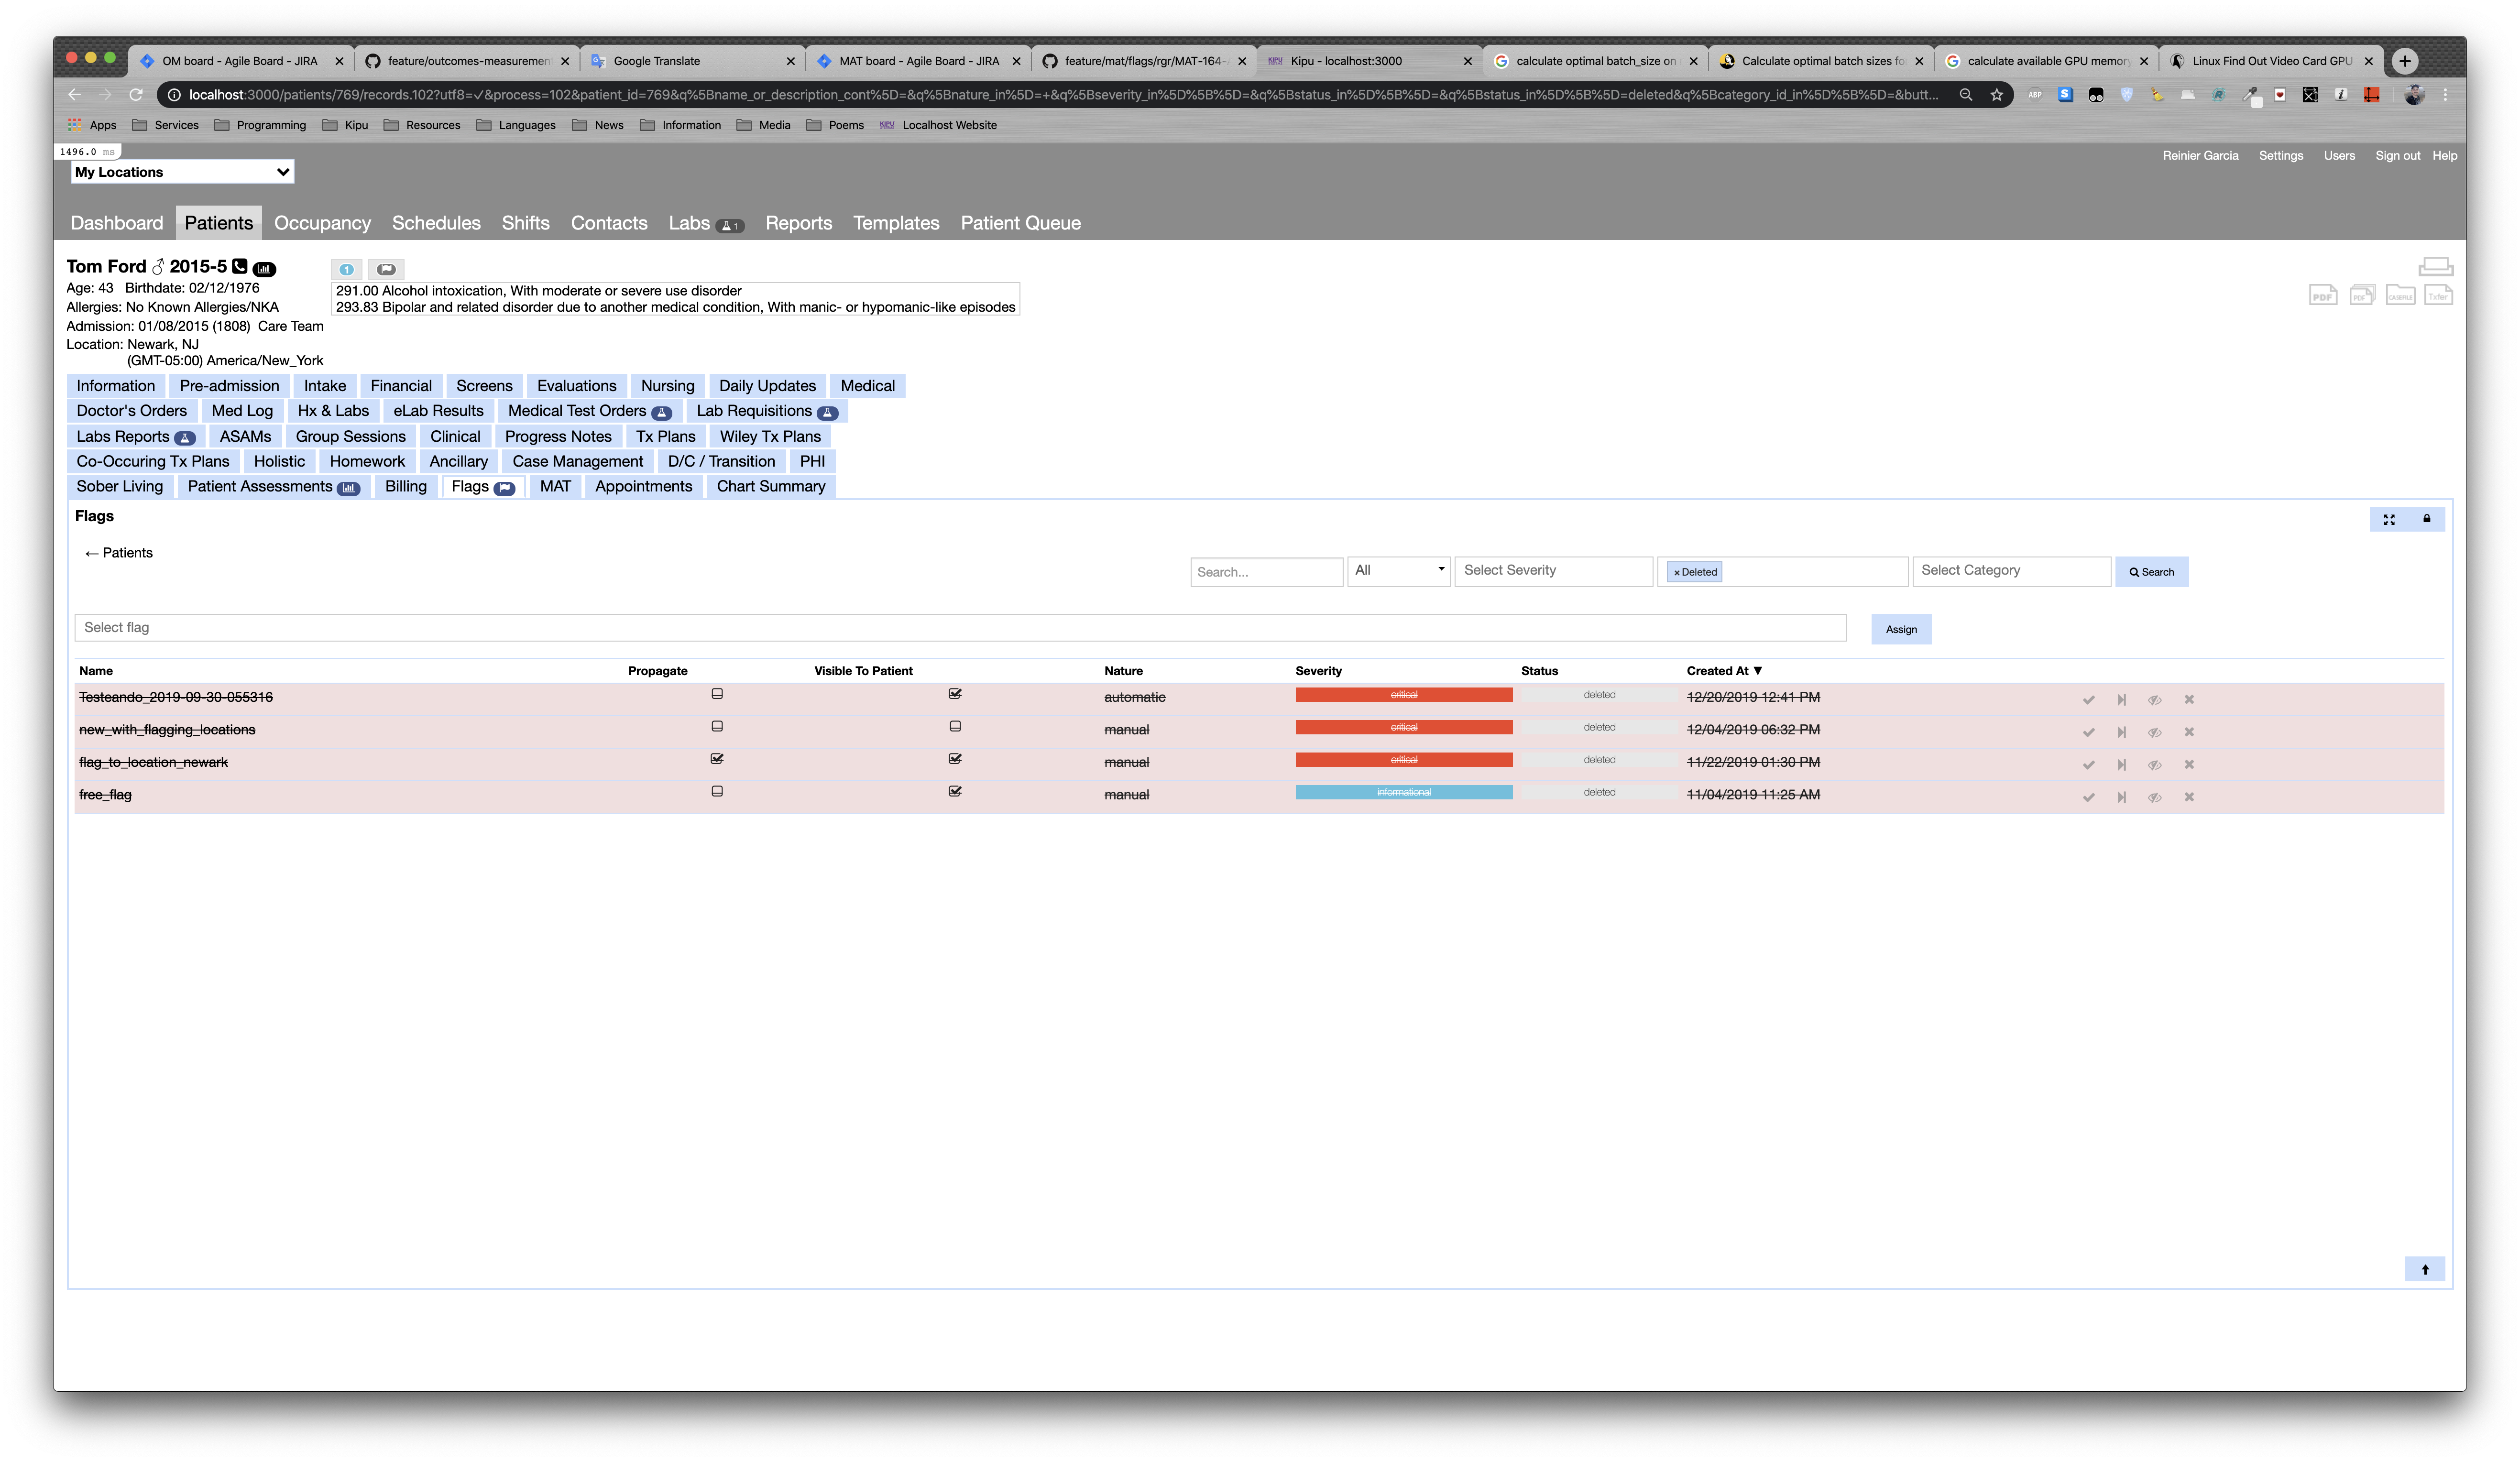 OM board - Agile Board - JIRA
feature/outcomes-measuremen
Google Translate
MAT board - Agile Board - JIRA
feature/mat/flags/rgr/MAT-164-
KIPU Kipu - localhost:3000
calculate optimal batch_size on
Calculate optimal batch sizes fo
calculate available GPU memory
Linux Find Out Video Card GPU
localhost:3000/patients/769/records.102?utf8=✓&process=102&patient_id=769&q%5Bname_or_description_cont%5D=&q%5Bnature_in%5D=+&q%5Bseverity_in%5D%5B%5D=&q%5Bstatus_in%5D%5B%5D=&q%5Bstatus_in%5D%5B%5D=deleted&q%5Bcategory_id_in%5D%5B%5D=&butt...
ABP
Apps Services Programming Kipu Resources Languages News Information Media Poems KIPU Localhost Website
1496.0 ms
My Locations
Reinier Garcia Settings Users Sign out Help
Dashboard Patients Occupancy Schedules Shifts Contacts Labs 1 Reports Templates Patient Queue
Tom Ford ♂ 2015-5
Age: 43 Birthdate: 02/12/1976
Allergies: No Known Allergies/NKA
Admission: 01/08/2015 (1808) Care Team
Location: Newark, NJ
(GMT-05:00) America/New_York
1
291.00 Alcohol intoxication, With moderate or severe use disorder
293.83 Bipolar and related disorder due to another medical condition, With manic- or hypomanic-like episodes
PDF PDF CASEFILE Txfer
Information Pre-admission Intake Financial Screens Evaluations Nursing Daily Updates Medical
Doctor's Orders Med Log Hx & Labs eLab Results Medical Test Orders Lab Requisitions
Labs Reports ASAMs Group Sessions Clinical Progress Notes Tx Plans Wiley Tx Plans
Co-Occuring Tx Plans Holistic Homework Ancillary Case Management D/C / Transition PHI
Sober Living Patient Assessments Billing Flags MAT Appointments Chart Summary
Flags
← Patients
Search... All Select Severity × Deleted Select Category Search
Select flag Assign
Name Propagate Visible To Patient Nature Severity Status Created At ▼
Testeando_2019-09-30-055316 automatic critical deleted 12/20/2019 12:41 PM
new_with_flagging_locations manual critical deleted 12/04/2019 06:32 PM
flag_to_location_newark manual critical deleted 11/22/2019 01:30 PM
free_flag manual informational deleted 11/04/2019 11:25 AM